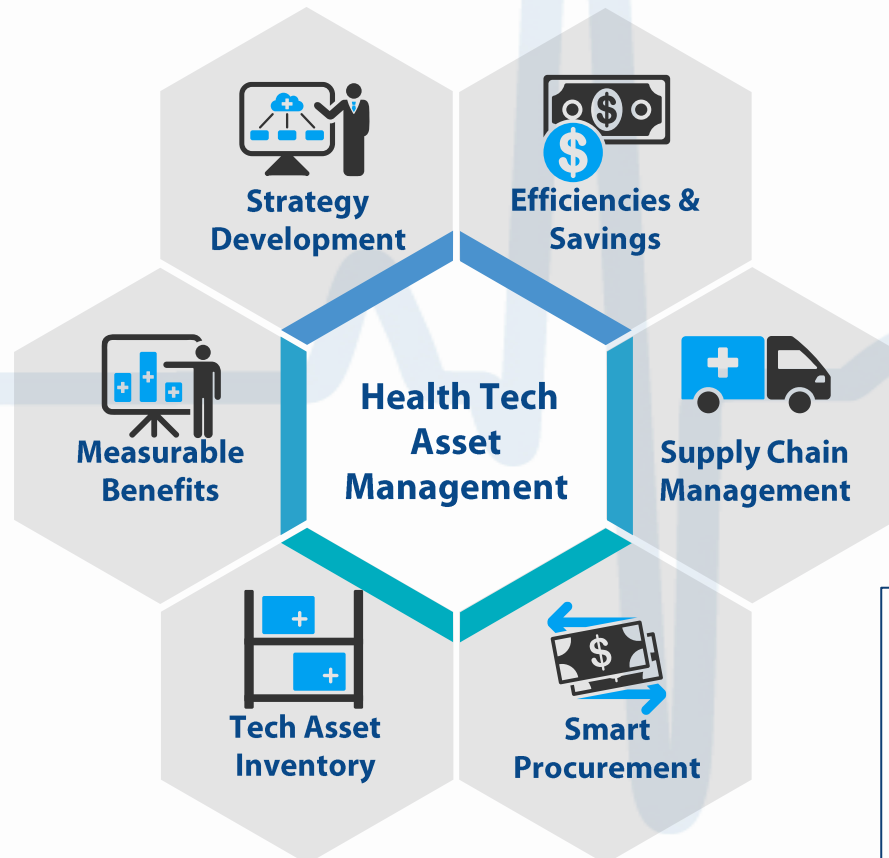 Strategy
Development
Efficiencies &
Savings
Measurable
Benefits
Health Tech
Asset
Management
Supply Chain
Management
Tech Asset
Inventory
Smart
Procurement